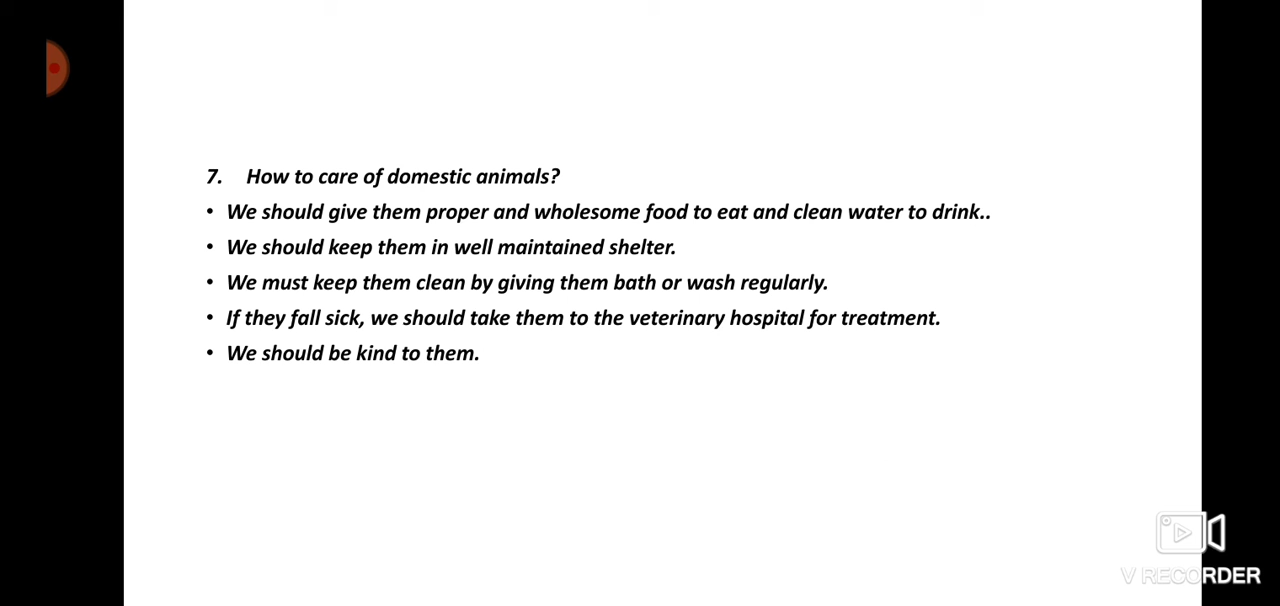 7. How to care of domestic animals?
• We should give them proper and wholesome food to eat and clean water to drink..
• We should keep them in well maintained shelter.
• We must keep them clean by giving them bath or wash regularly.
• If they fall sick, we should take them to the veterinary hospital for treatment.
• We should be kind to them.
V RECORDER